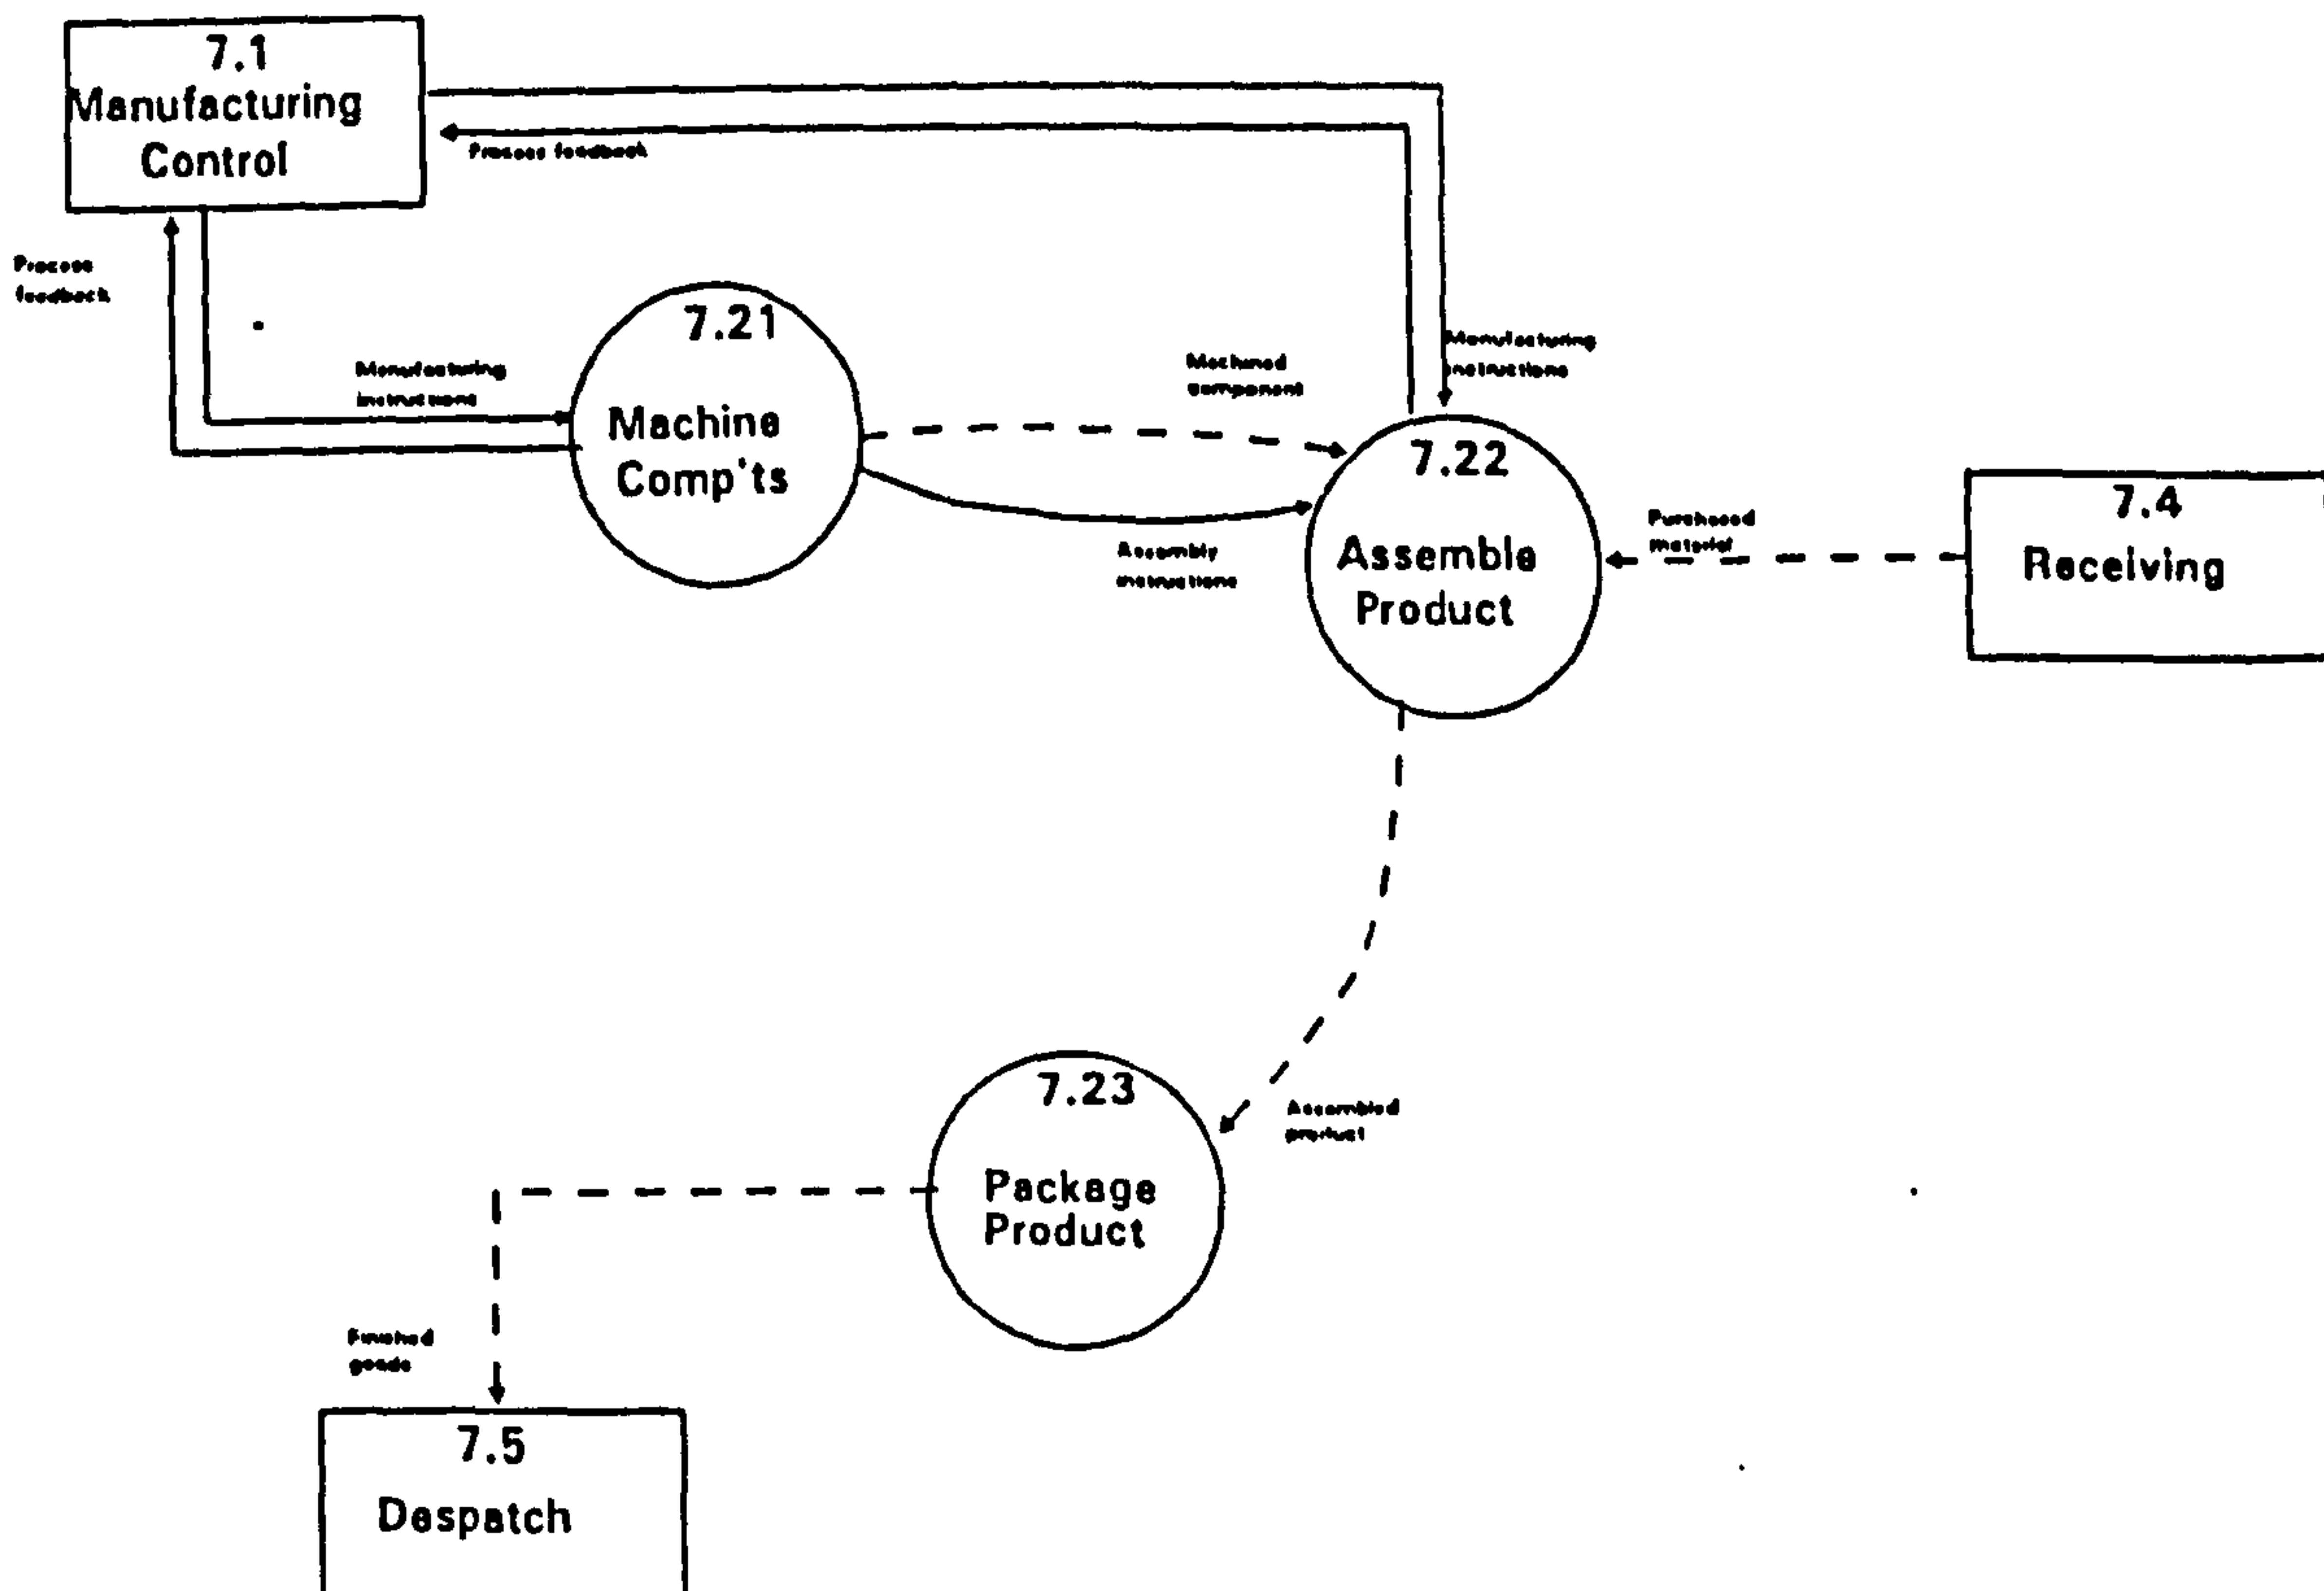 7.1
Manufacturing
Control
Process feedback
Process
feedback
7.21
Machine
Comp'ts
Manufacturing
instructions
Machined
component
Manufacturing
instructions
7.22
Assemble
Product
Assembly
instructions
Purchased
material
7.4
Receiving
7.23
Package
Product
Assembled
product
Finished
goods
7.5
Despatch